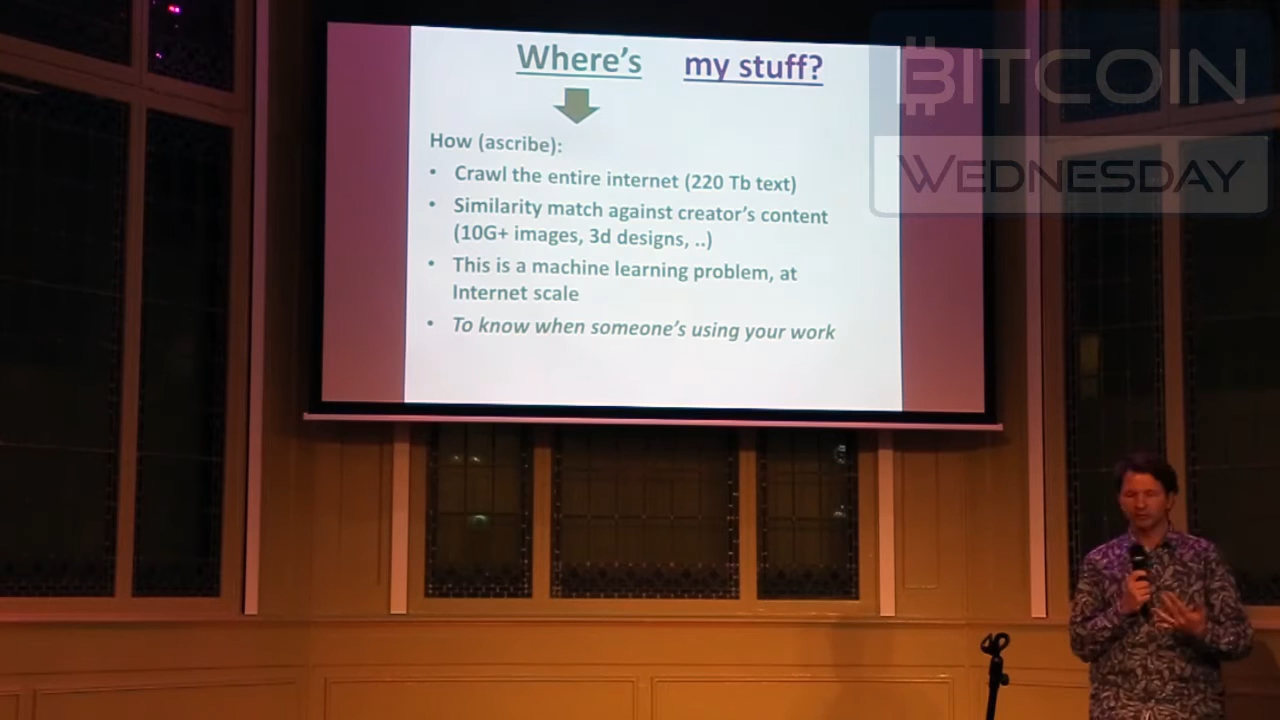 Where's my stuff?
How (ascribe):
• Crawl the entire internet (220 Tb text)
• Similarity match against creator's content
(10G+ images, 3d designs, ..)
• This is a machine learning problem, at
Internet scale
• To know when someone's using your work
BITCOIN
WEDNESDAY